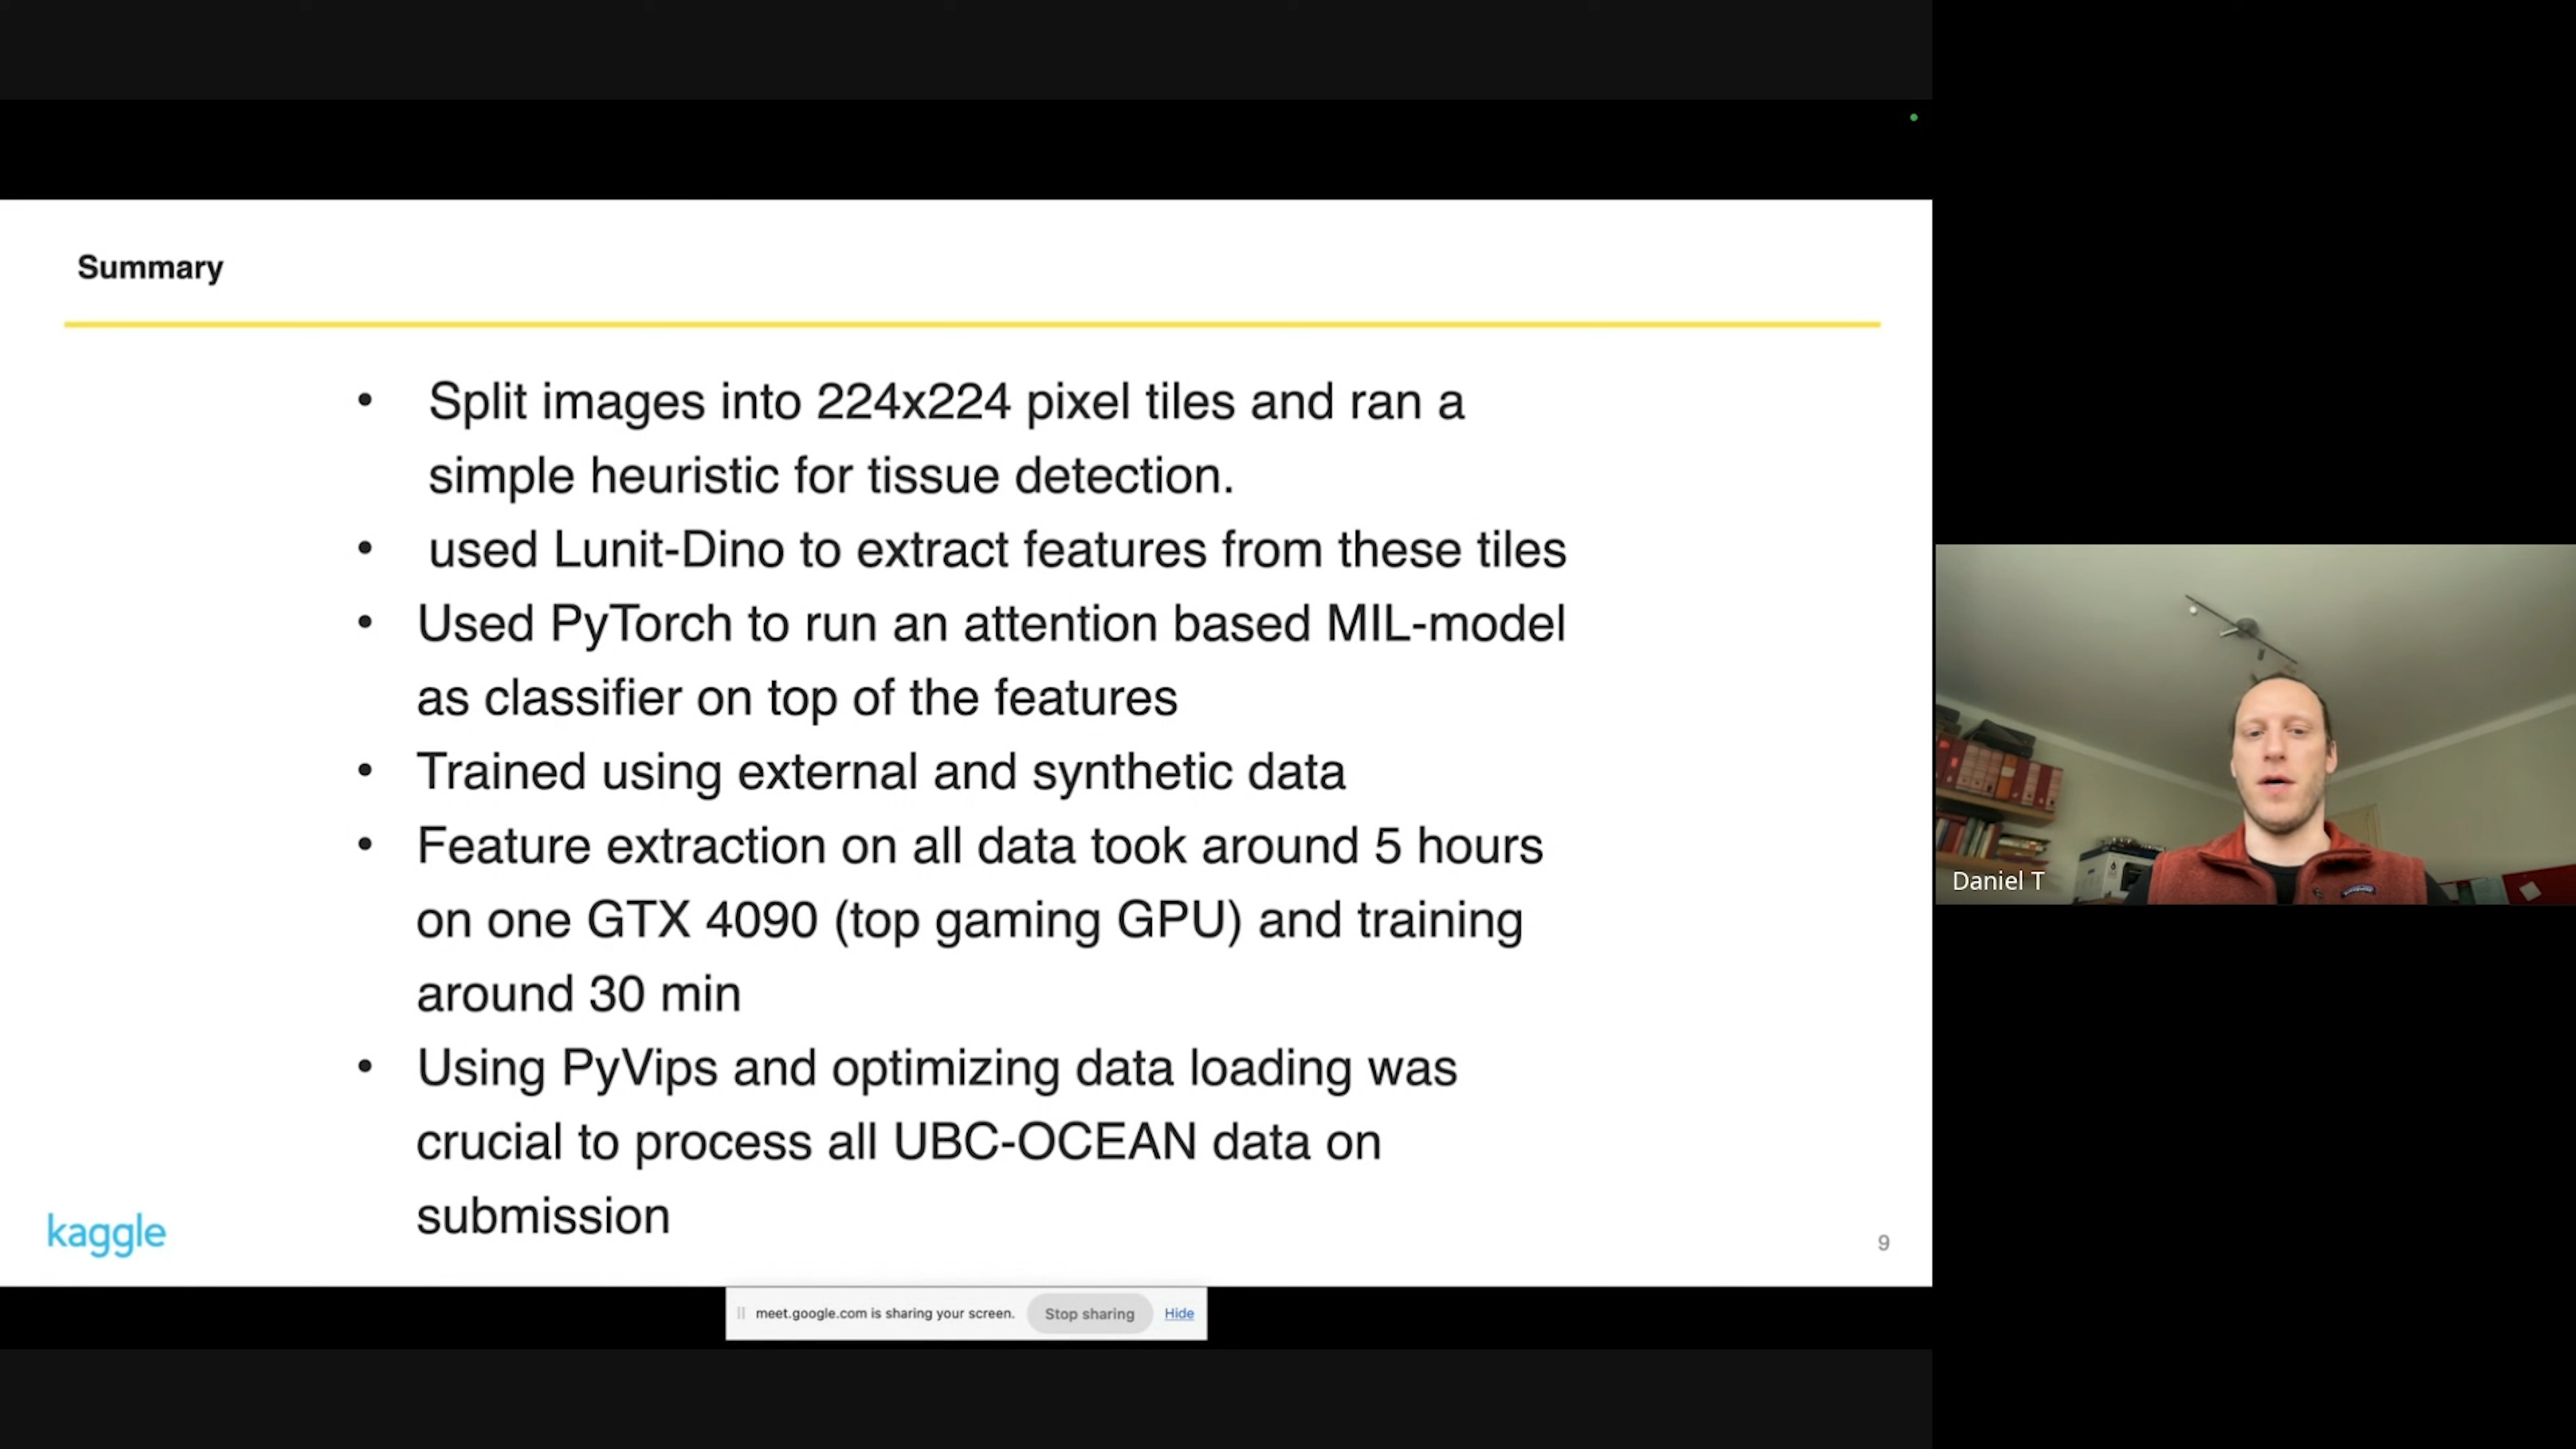 Summary
• Split images into 224x224 pixel tiles and ran a
simple heuristic for tissue detection.
• used Lunit-Dino to extract features from these tiles
• Used PyTorch to run an attention based MIL-model
as classifier on top of the features
• Trained using external and synthetic data
• Feature extraction on all data took around 5 hours
on one GTX 4090 (top gaming GPU) and training
around 30 min
• Using PyVips and optimizing data loading was
crucial to process all UBC-OCEAN data on
submission
kaggle
9
meet.google.com is sharing your screen. Stop sharing Hide
Daniel T